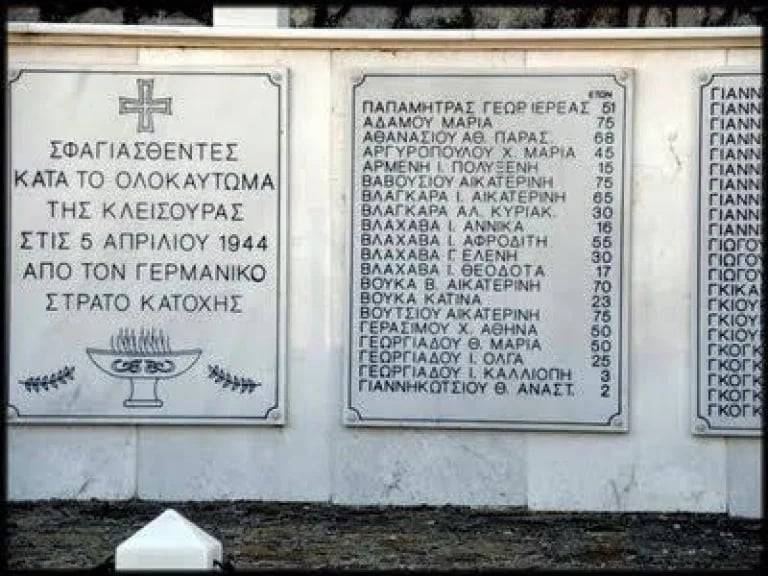 ΣΦΑΓΙΑΣΘΕΝΤΕΣ
ΚΑΤΑ ΤΟ ΟΛΟΚΑΥΤΩΜΑ
ΤΗΣ ΚΛΕΙΣΟΥΡΑΣ
ΣΤΙΣ 5 ΑΠΡΙΛΙΟΥ 1944
ΑΠΟ ΤΟΝ ΓΕΡΜΑΝΙΚΟ
ΣΤΡΑΤΟ ΚΑΤΟΧΗΣ
ΕΤΩΝ
ΠΑΠΑΜΗΤΡΑΣ ΓΕΩΡ ΙΕΡΕΑΣ 51
ΑΔΑΜΟΥ ΜΑΡΙΑ 75
ΑΘΑΝΑΣΙΟΥ ΑΘ. ΠΑΡΑΣ. 68
ΑΡΓΥΡΟΠΟΥΛΟΥ Χ. ΜΑΡΙΑ 45
ΑΡΜΕΝΗ Ι. ΠΟΛΥΞΕΝΗ 15
ΒΑΒΟΥΣΙΟΥ ΑΙΚΑΤΕΡΙΝΗ 75
ΒΛΑΓΚΑΡΑ Ι. ΑΙΚΑΤΕΡΙΝΗ 65
ΒΛΑΓΚΑΡΑ ΑΛ. ΚΥΡΙΑΚ. 30
ΒΛΑΧΑΒΑ Ι. ΑΝΝΙΚΑ 16
ΒΛΑΧΑΒΑ Ι. ΑΦΡΟΔΙΤΗ 55
ΒΛΑΧΑΒΑ Γ. ΕΛΕΝΗ 30
ΒΛΑΧΑΒΑ Ι. ΘΕΟΔΟΤΑ 17
ΒΟΥΚΑ Β. ΑΙΚΑΤΕΡΙΝΗ 70
ΒΟΥΚΑ ΚΑΤΙΝΑ 23
ΒΟΥΤΣΙΟΥ ΑΙΚΑΤΕΡΙΝΗ 75
ΓΕΡΑΣΙΜΟΥ Χ. ΑΘΗΝΑ 50
ΓΕΩΡΓΙΑΔΟΥ Θ. ΜΑΡΙΑ 50
ΓΕΩΡΓΙΑΔΟΥ Ι. ΟΛΓΑ 25
ΓΕΩΡΓΙΑΔΟΥ Ι. ΚΑΛΛΙΟΠΗ 3
ΓΙΑΝΝΗΚΩΤΣΙΟΥ Θ. ΑΝΑΣΤ. 2